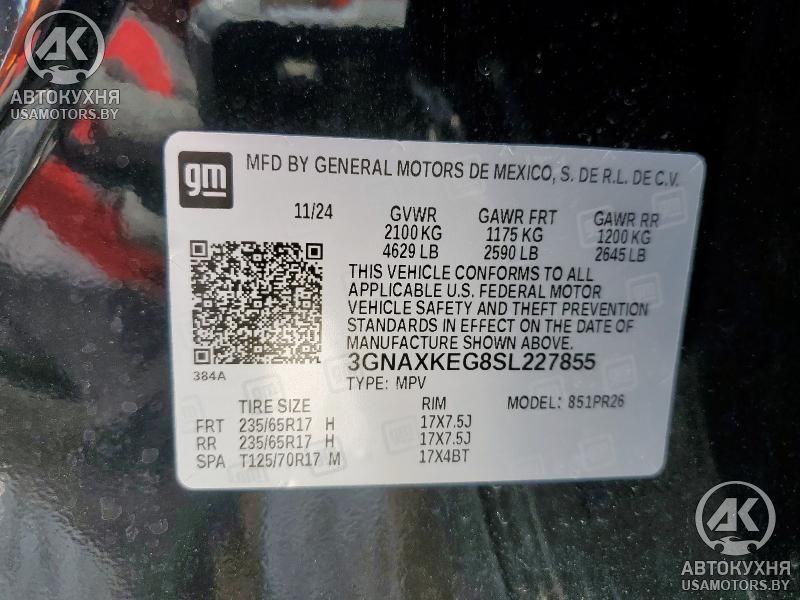 AK
АВТОКУХНЯ
USAMOTORS.BY
gm
MFD BY GENERAL MOTORS DE MEXICO, S. DE R.L. DE C.V.
11/24 GVWR GAWR FRT GAWR RR
2100 KG 1175 KG 1200 KG
4629 LB 2590 LB 2645 LB
THIS VEHICLE CONFORMS TO ALL
APPLICABLE U.S. FEDERAL MOTOR
VEHICLE SAFETY AND THEFT PREVENTION
STANDARDS IN EFFECT ON THE DATE OF
MANUFACTURE SHOWN ABOVE.
3GNAXKEG8SL227855
384A
TYPE: MPV
TIRE SIZE RIM MODEL: 851PR26
FRT 235/65R17 H 17X7.5J
RR 235/65R17 H 17X7.5J
SPA T125/70R17 M 17X4BT
AK
АВТОКУХНЯ
USAMOTORS.BY